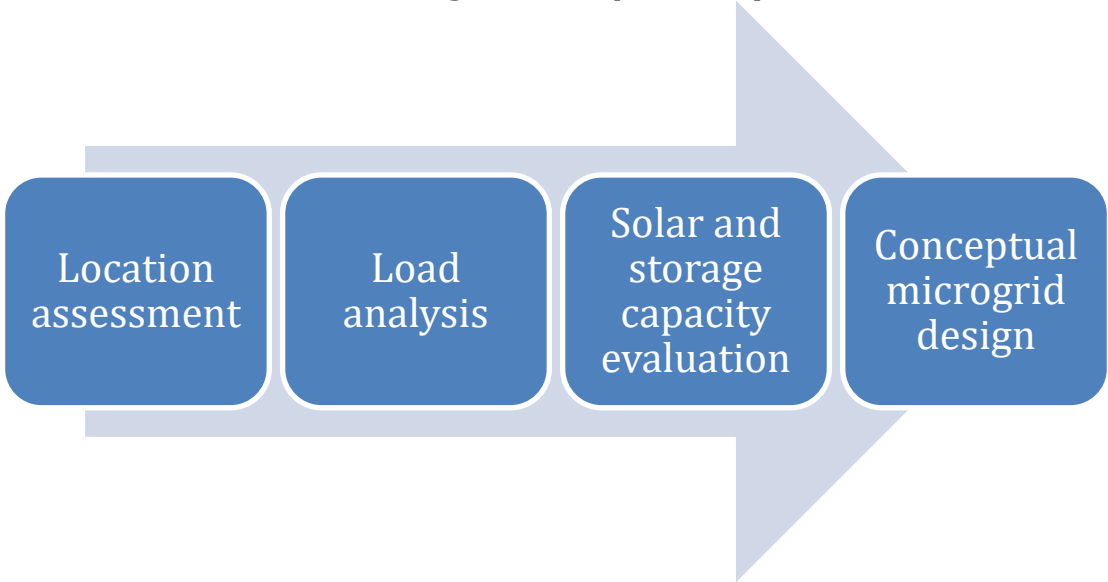 Location
assessment
Load
analysis
Solar and
storage
capacity
evaluation
Conceptual
microgrid
design